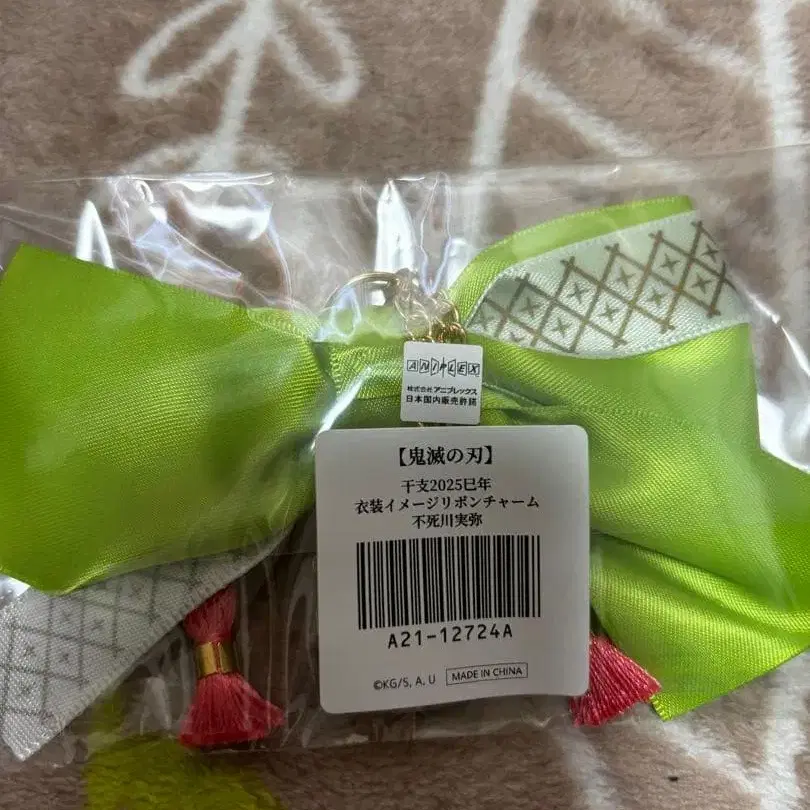 ANIPLEX
株式会社アニプレックス
日本国内販売許諾
【鬼滅の刃】
干支2025巳年
衣装イメージリボンチャーム
不死川実弥
A21-12724A
©KG/S, A, U MADE IN CHINA